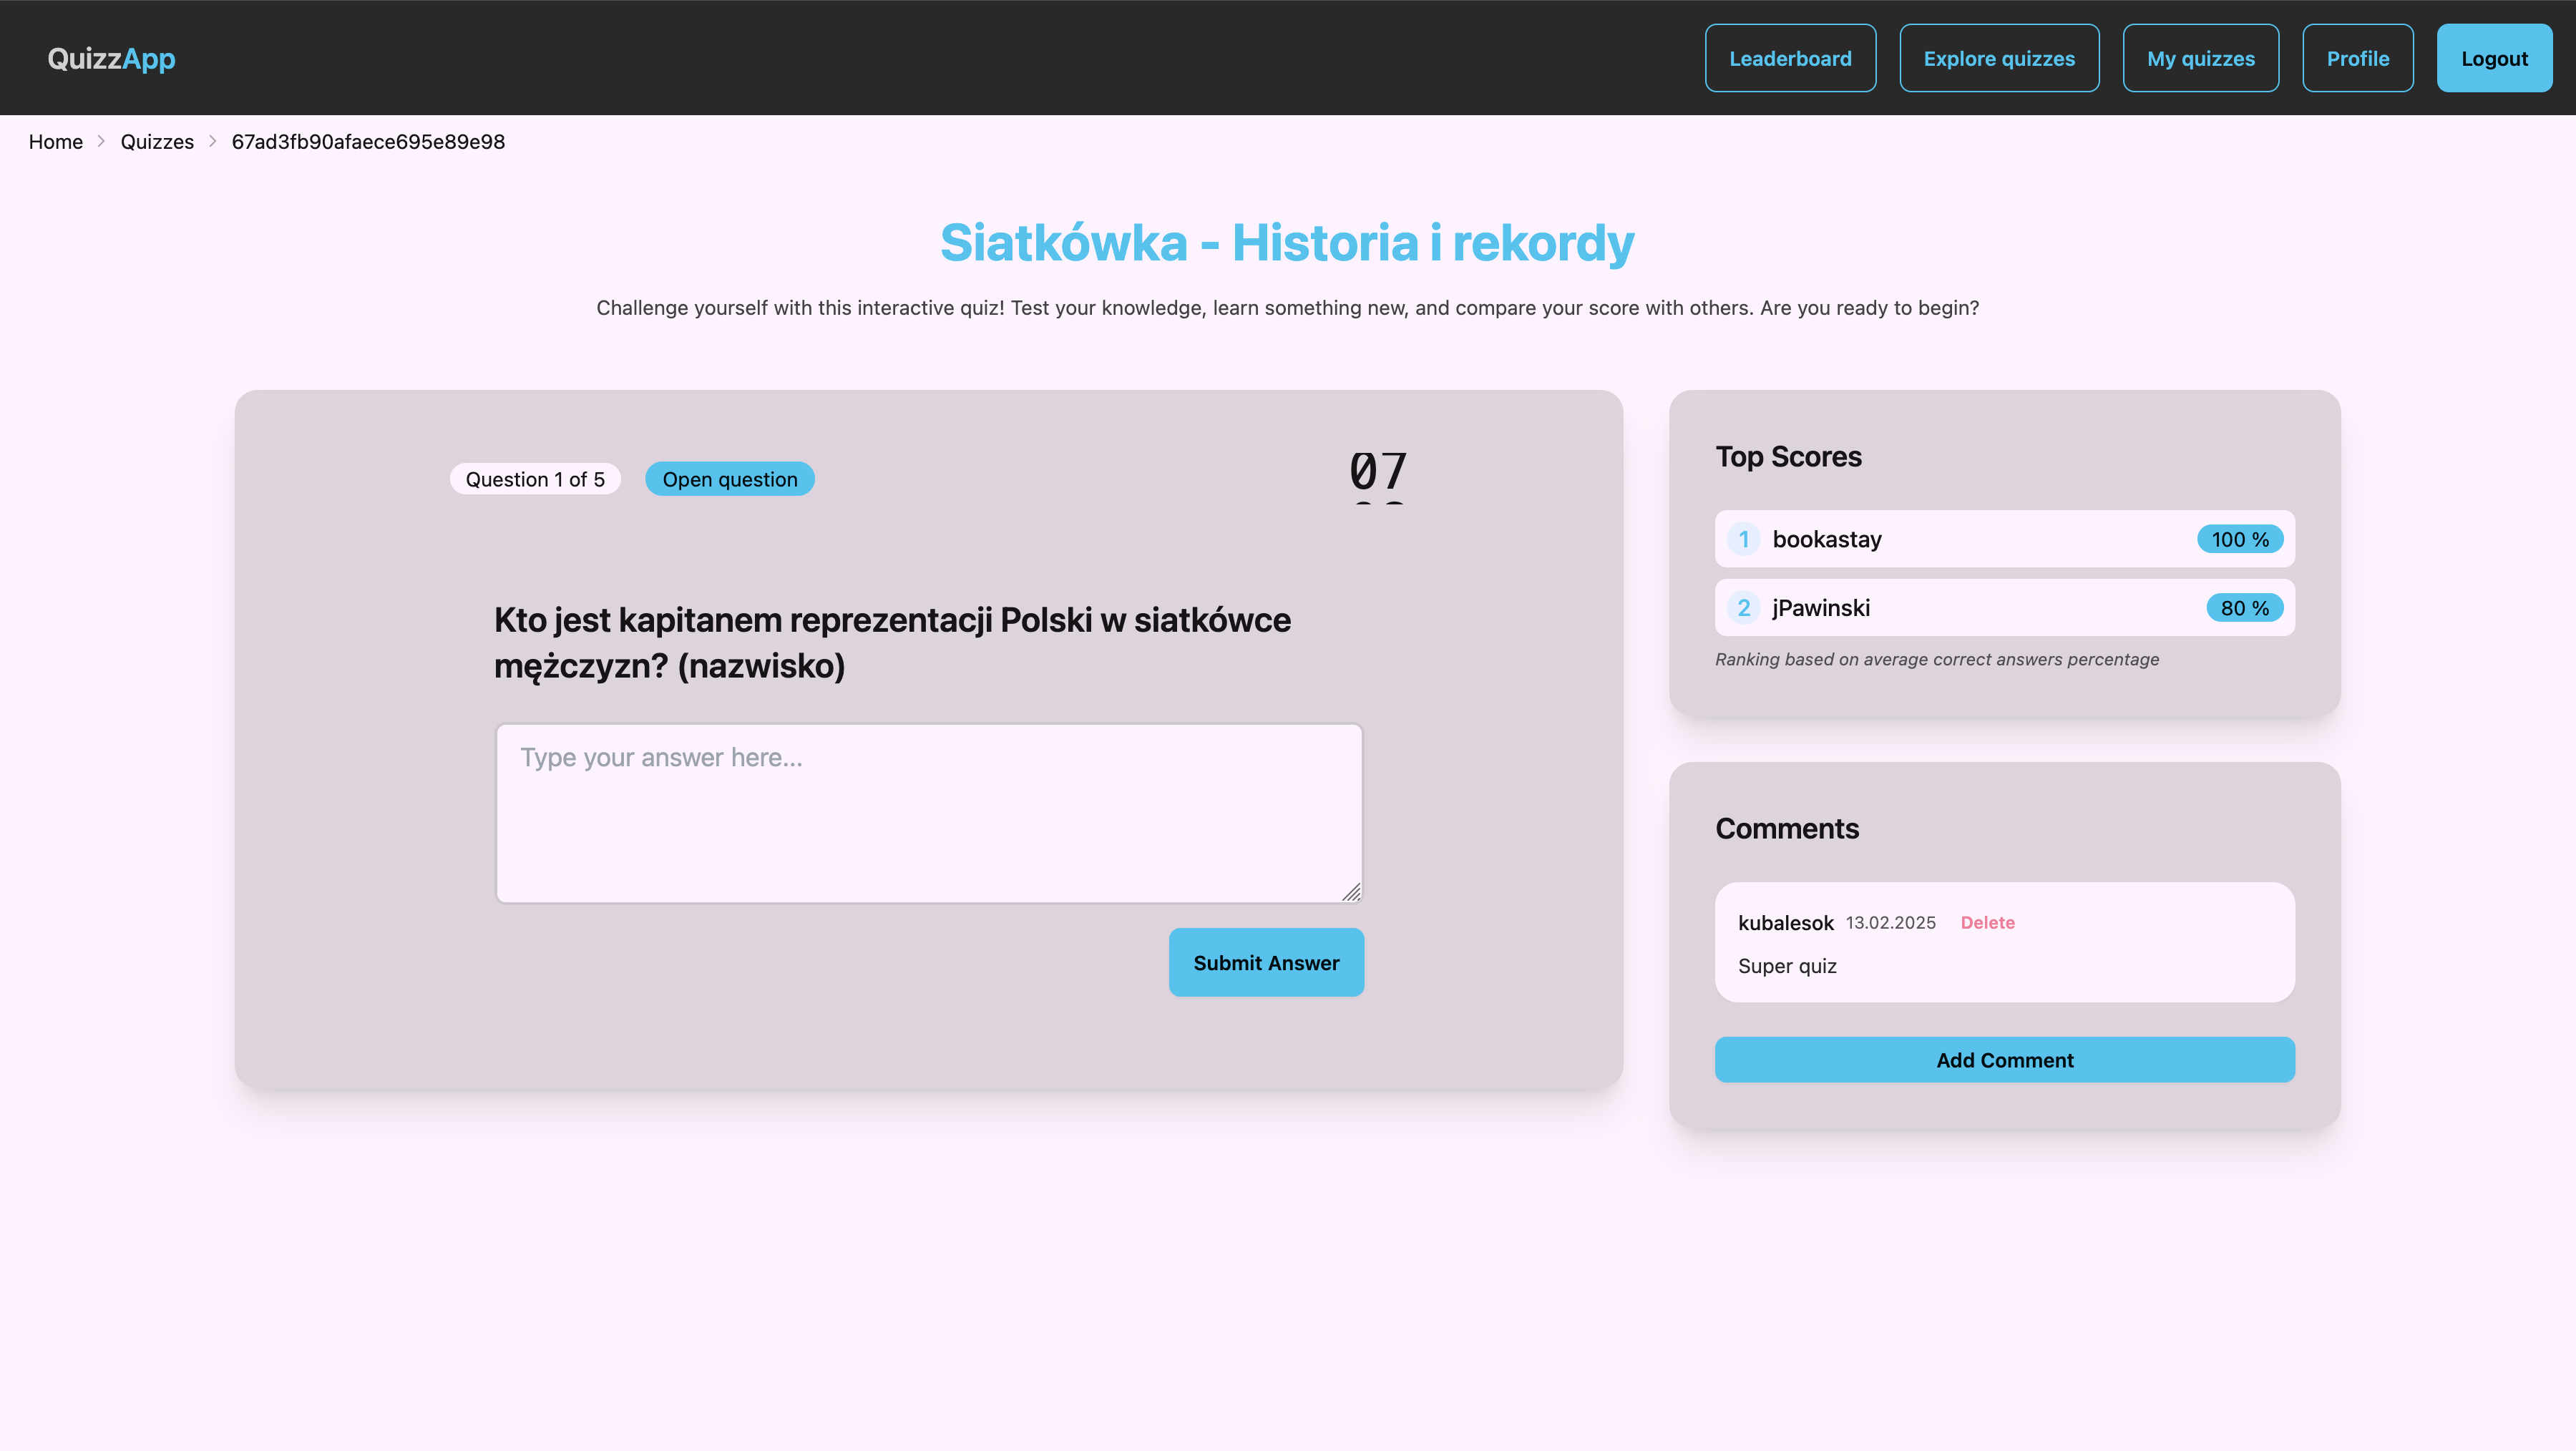 QuizzApp
Leaderboard
Explore quizzes
My quizzes
Profile
Logout
Home
Quizzes
67ad3fb90afaece695e89e98
Siatkówka - Historia i rekordy
Challenge yourself with this interactive quiz! Test your knowledge, learn something new, and compare your score with others. Are you ready to begin?
Question 1 of 5
Open question
07
Kto jest kapitanem reprezentacji Polski w siatkówce
mężczyzn? (nazwisko)
Type your answer here...
Submit Answer
Top Scores
1 bookastay 100 %
2 jPawinski 80 %
Ranking based on average correct answers percentage
Comments
kubalesok 13.02.2025 Delete
Super quiz
Add Comment